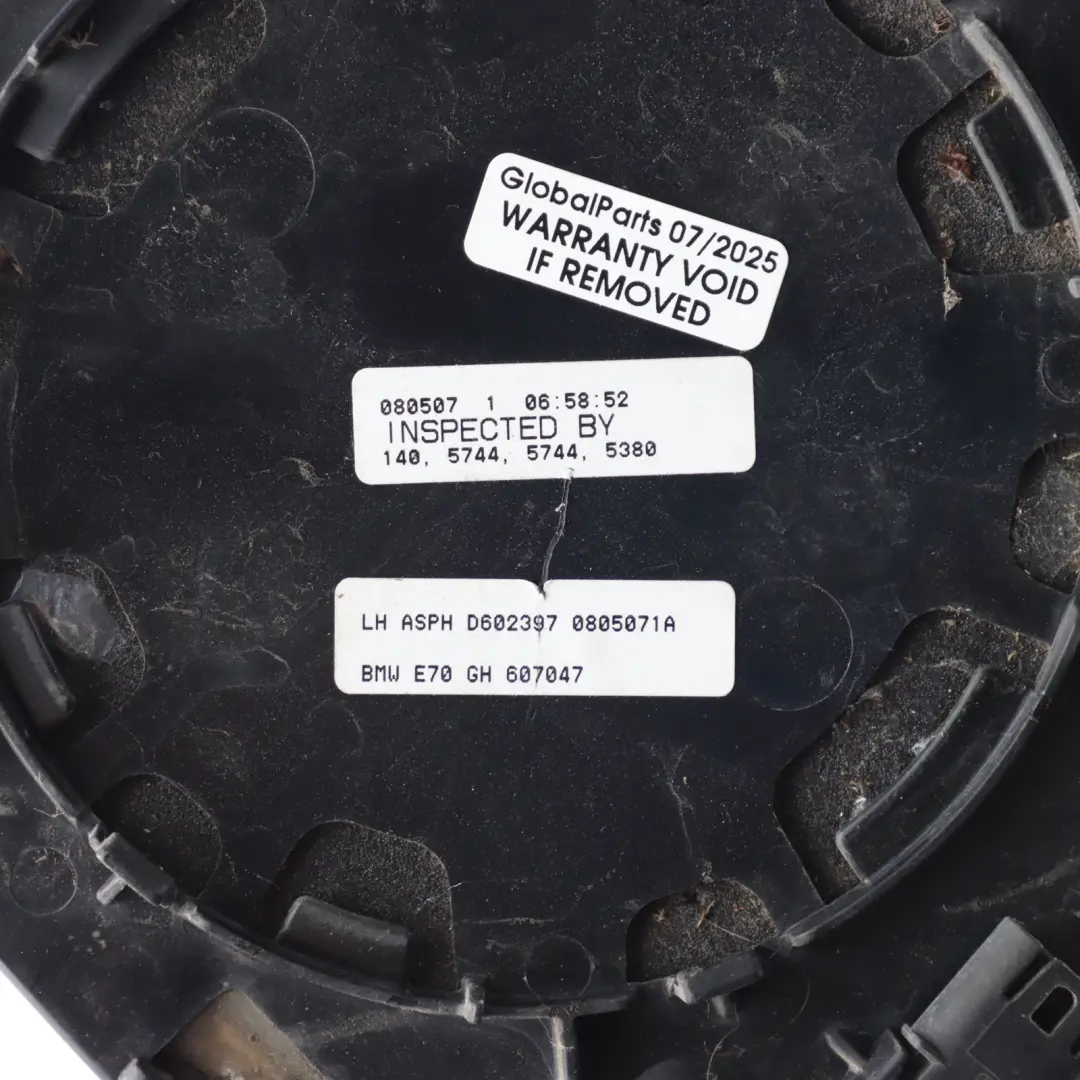 GlobalParts 07/2025
WARRANTY VOID
IF REMOVED
080507 1 06:58:52
INSPECTED BY
140, 5744, 5744, 5380
LH ASPH D602397 0805071A
BMW E70 GH 607047